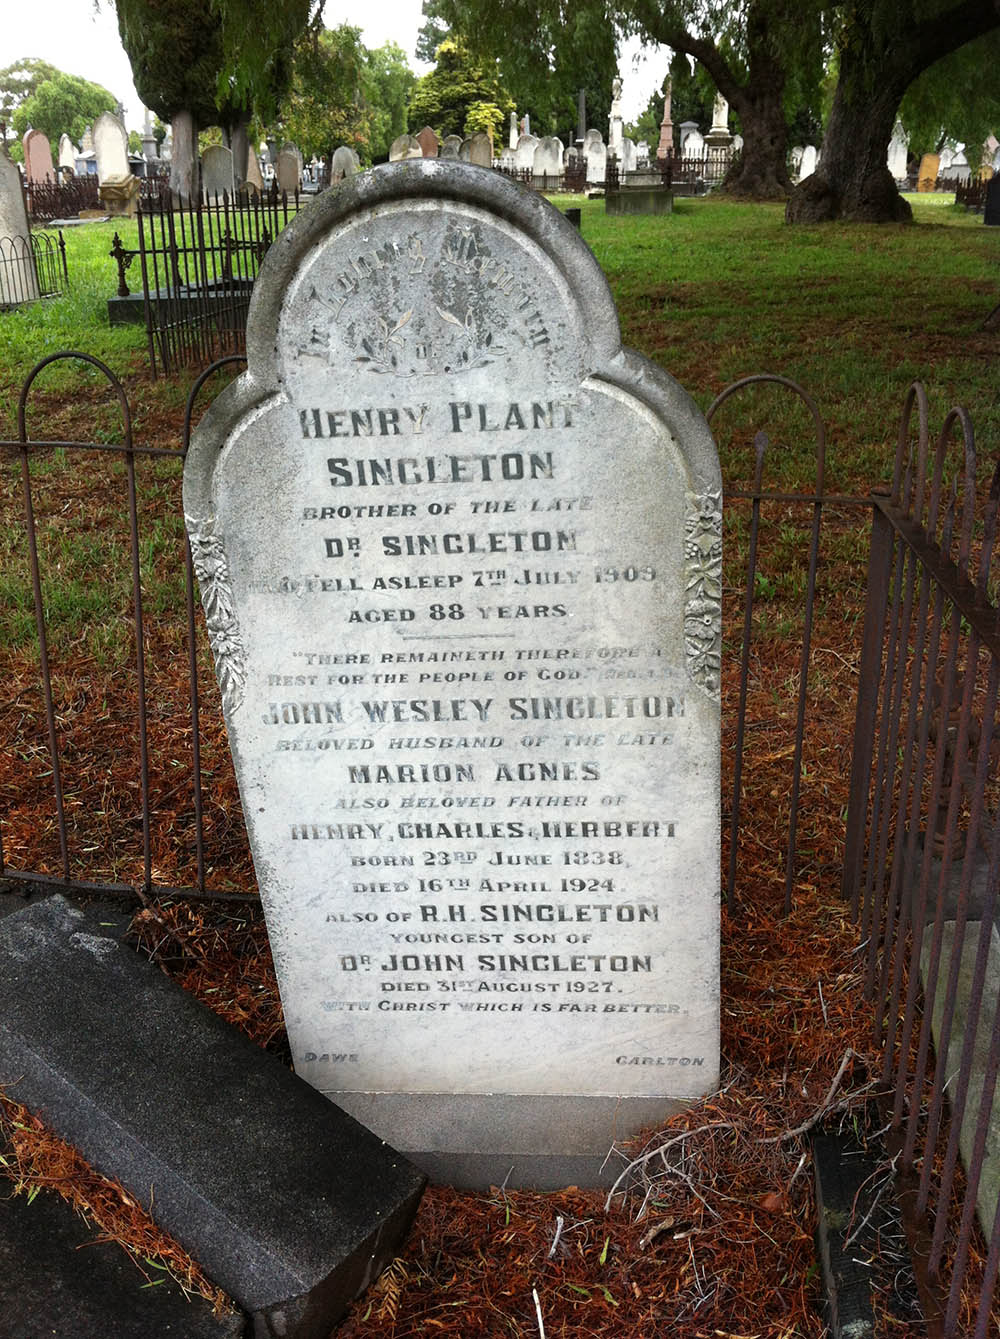 In Loving Memory
OF
HENRY PLANT
SINGLETON
BROTHER OF THE LATE
DR. SINGLETON
WHO FELL ASLEEP 7TH JULY 1909
AGED 88 YEARS.
"THERE REMAINETH THEREFORE A
REST FOR THE PEOPLE OF GOD." HEB. 4.9.
JOHN WESLEY SINGLETON
BELOVED HUSBAND OF THE LATE
MARION AGNES
ALSO BELOVED FATHER OF
HENRY, CHARLES & HERBERT
BORN 23RD JUNE 1838,
DIED 16TH APRIL 1924.
ALSO OF R.H. SINGLETON
YOUNGEST SON OF
DR. JOHN SINGLETON
DIED 31ST AUGUST 1927.
WITH CHRIST WHICH IS FAR BETTER.
DAWE CARLTON